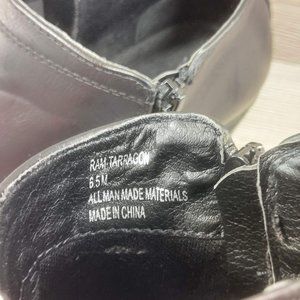 RAM TARRAGON
6.5 M
ALL MAN MADE MATERIALS
MADE IN CHINA